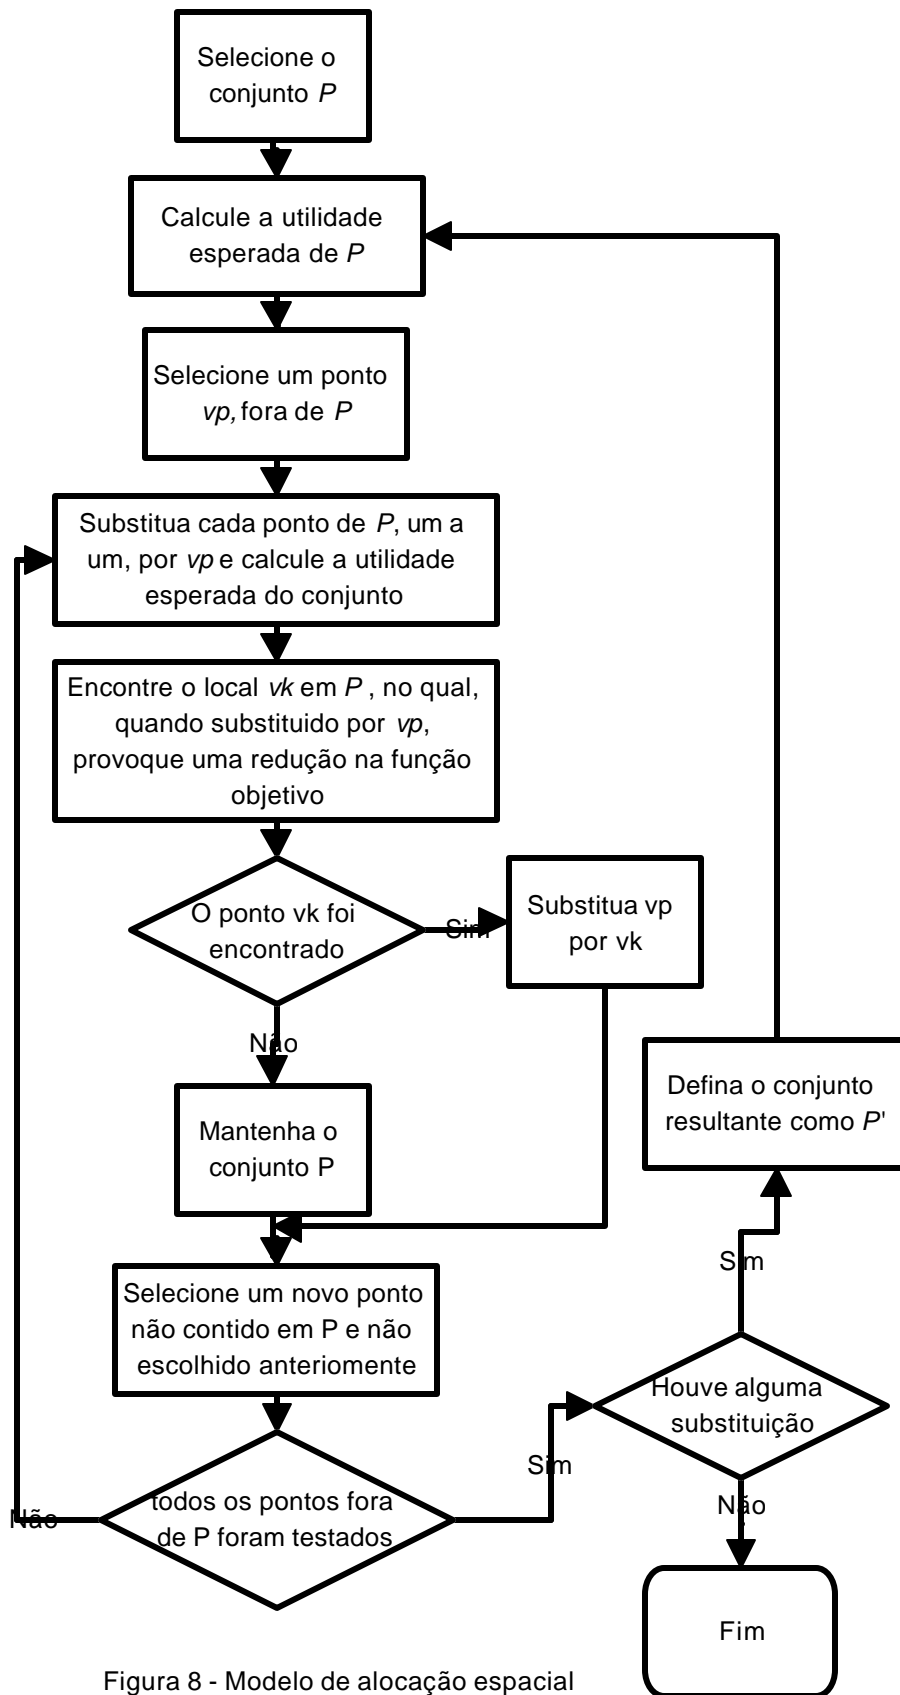 Selecione o
conjunto P
Calcule a utilidade
esperada de P
Selecione um ponto
vp, fora de P
Substitua cada ponto de P, um a
um, por vp e calcule a utilidade
esperada do conjunto
Encontre o local vk em P , no qual,
quando substituido por vp,
provoque uma redução na função
objetivo
O ponto vk foi
encontrado
Sim
Substitua vp
por vk
Não
Mantenha o
conjunto P
Defina o conjunto
resultante como P'
Sim
Selecione um novo ponto
não contido em P e não
escolhido anteriomente
Houve alguma
substituição
Sim
Não
todos os pontos fora
de P foram testados
Não
Fim
Figura 8 - Modelo de alocação espacial